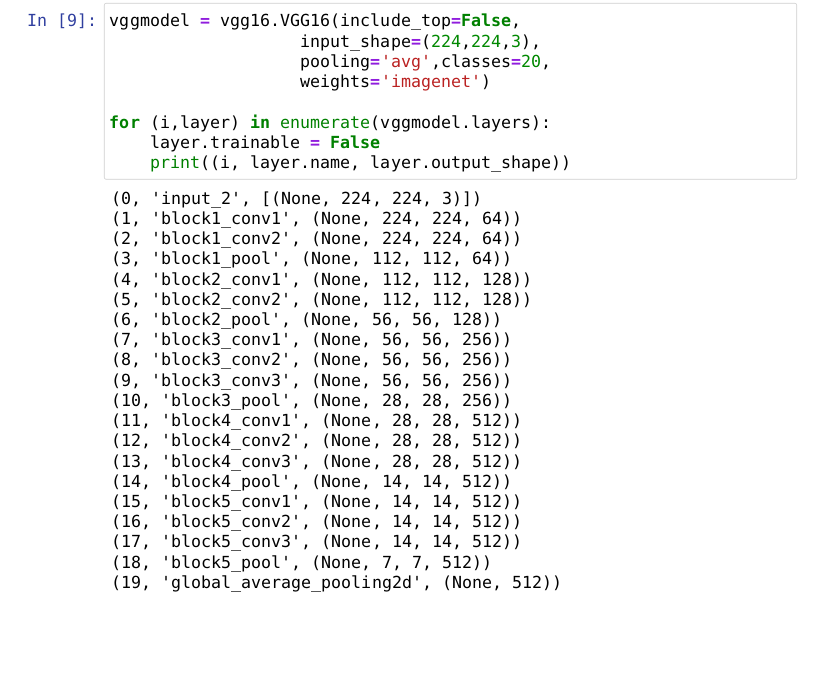 In [9]: vggmodel = vgg16.VGG16(include_top=False,
input_shape=(224,224,3),
pooling='avg',classes=20,
weights='imagenet')
for (i,layer) in enumerate(vggmodel.layers):
layer.trainable = False
print((i, layer.name, layer.output_shape))
(0, 'input_2', [(None, 224, 224, 3)])
(1, 'block1_conv1', (None, 224, 224, 64))
(2, 'block1_conv2', (None, 224, 224, 64))
(3, 'block1_pool', (None, 112, 112, 64))
(4, 'block2_conv1', (None, 112, 112, 128))
(5, 'block2_conv2', (None, 112, 112, 128))
(6, 'block2_pool', (None, 56, 56, 128))
(7, 'block3_conv1', (None, 56, 56, 256))
(8, 'block3_conv2', (None, 56, 56, 256))
(9, 'block3_conv3', (None, 56, 56, 256))
(10, 'block3_pool', (None, 28, 28, 256))
(11, 'block4_conv1', (None, 28, 28, 512))
(12, 'block4_conv2', (None, 28, 28, 512))
(13, 'block4_conv3', (None, 28, 28, 512))
(14, 'block4_pool', (None, 14, 14, 512))
(15, 'block5_conv1', (None, 14, 14, 512))
(16, 'block5_conv2', (None, 14, 14, 512))
(17, 'block5_conv3', (None, 14, 14, 512))
(18, 'block5_pool', (None, 7, 7, 512))
(19, 'global_average_pooling2d', (None, 512))